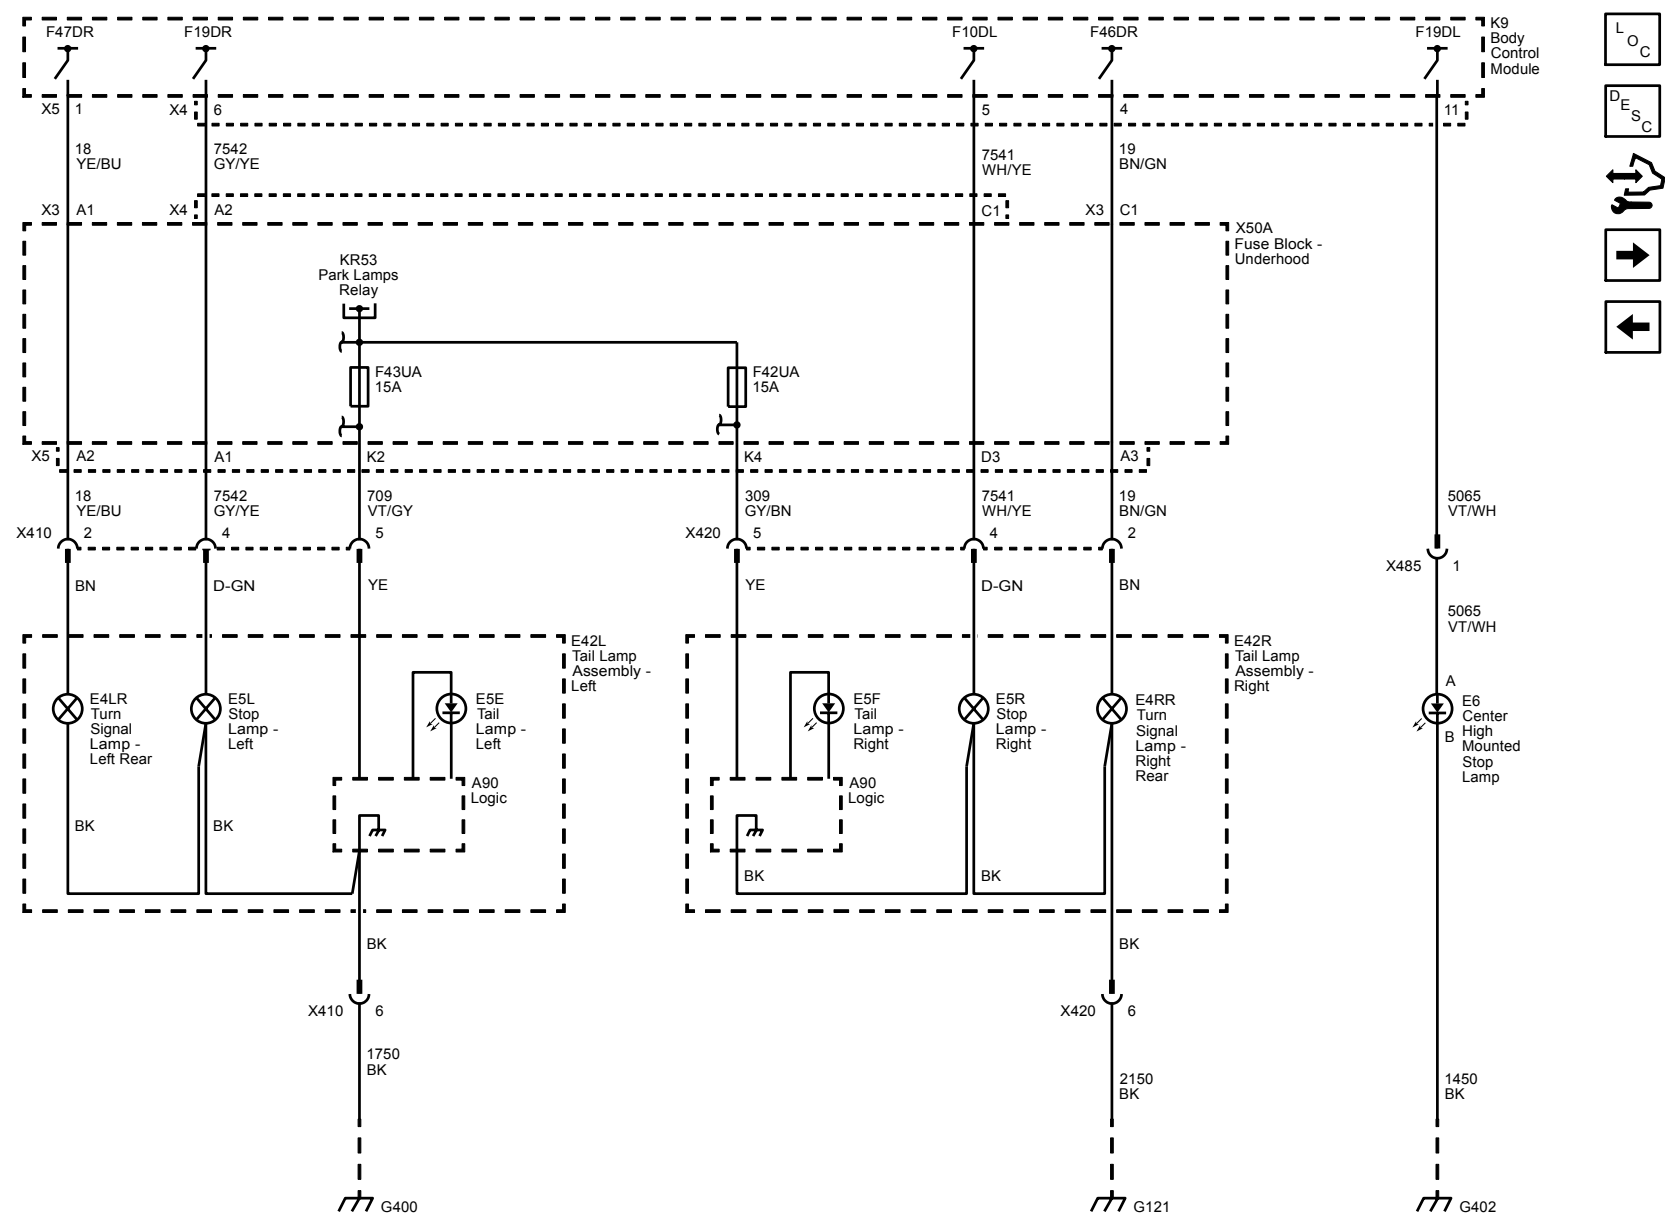 F47DR
F19DR
F10DL
F46DR
F19DL
K9
Body
Control
Module
L
O
C
D
E
S
C
X5 1
X4 6
5
4
11
18
YE/BU
7542
GY/YE
7541
WH/YE
19
BN/GN
X3 A1
X4 A2
C1
X3 C1
X50A
Fuse Block -
Underhood
KR53
Park Lamps
Relay
F43UA
15A
F42UA
15A
X5 A2
A1
K2
K4
D3
A3
18
YE/BU
7542
GY/YE
709
VT/GY
309
GY/BN
7541
WH/YE
19
BN/GN
5065
VT/WH
X410 2
4
5
X420 5
4
2
X485 1
BN
D-GN
YE
YE
D-GN
BN
5065
VT/WH
E42L
Tail Lamp
Assembly -
Left
E42R
Tail Lamp
Assembly -
Right
E4LR
Turn
Signal
Lamp -
Left Rear
E5L
Stop
Lamp -
Left
E5E
Tail
Lamp -
Left
E5F
Tail
Lamp -
Right
E5R
Stop
Lamp -
Right
E4RR
Turn
Signal
Lamp -
Right
Rear
A
B
E6
Center
High
Mounted
Stop
Lamp
A90
Logic
A90
Logic
BK
BK
BK
BK
BK
BK
X410 6
X420 6
1750
BK
2150
BK
1450
BK
G400
G121
G402